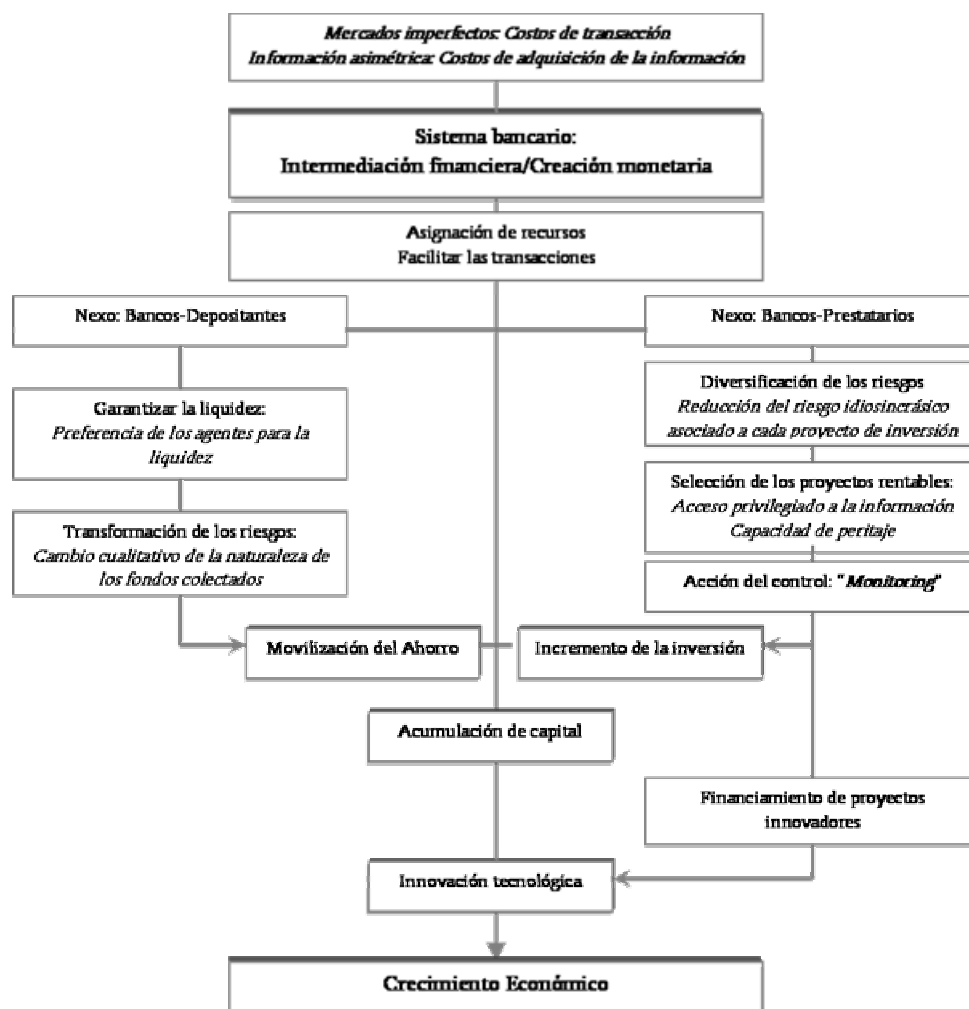 Mercados imperfectos: Costos de transacción
Información asimétrica: Costos de adquisición de la información
Sistema bancario:
Intermediación financiera/Creación monetaria
Asignación de recursos
Facilitar las transacciones
Nexo: Bancos-Depositantes
Nexo: Bancos-Prestatarios
Garantizar la liquidez:
Preferencia de los agentes para la
liquidez
Diversificación de los riesgos
Reducción del riesgo idiosincrásico
asociado a cada proyecto de inversión
Selección de los proyectos rentables:
Acceso privilegiado a la información
Capacidad de peritaje
Transformación de los riesgos:
Cambio cualitativo de la naturaleza de
los fondos colectados
Acción del control: "Monitoring"
Movilización del Ahorro
Incremento de la inversión
Acumulación de capital
Financiamiento de proyectos
innovadores
Innovación tecnológica
Crecimiento Económico